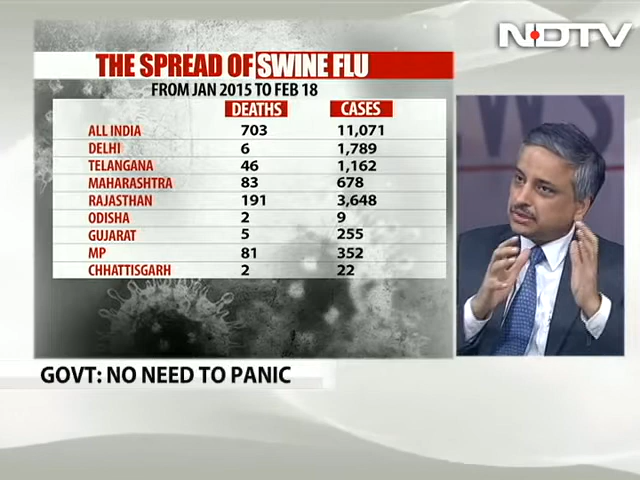 NDTV
THE SPREAD OF SWINE FLU
FROM JAN 2015 TO FEB 18
DEATHS CASES
ALL INDIA 703 11,071
DELHI 6 1,789
TELANGANA 46 1,162
MAHARASHTRA 83 678
RAJASTHAN 191 3,648
ODISHA 2 9
GUJARAT 5 255
MP 81 352
CHHATTISGARH 2 22
GOVT: NO NEED TO PANIC